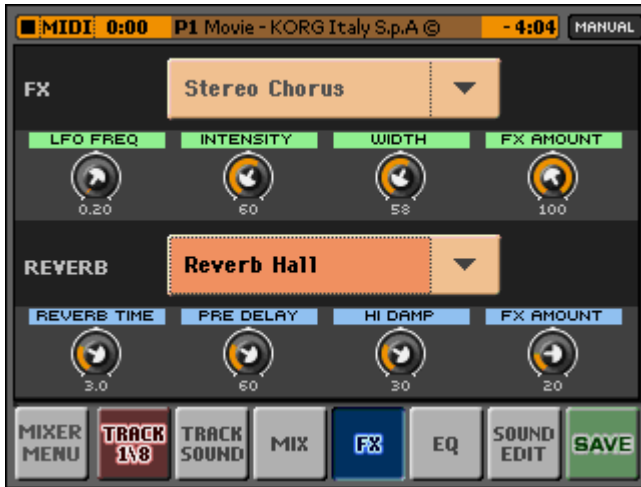 MIDI 0:00 P1 Movie - KORG Italy S.p.A © - 4:04 MANUAL
FX Stereo Chorus
LFO FREQ INTENSITY WIDTH FX AMOUNT
0.20 60 58 100
REVERB Reverb Hall
REVERB TIME PRE DELAY HI DAMP FX AMOUNT
3.0 60 30 20
MIXER MENU TRACK 1\8 TRACK SOUND MIX FX EQ SOUND EDIT SAVE